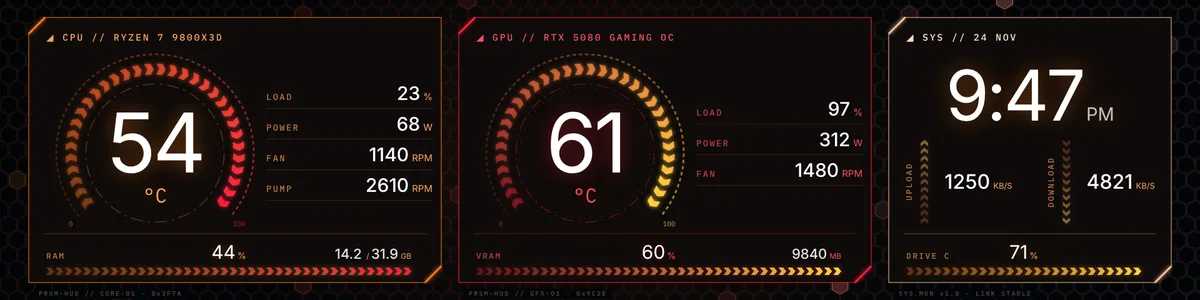 CPU // RYZEN 7 9800X3D
54
°C
0
100
LOAD 23 %
POWER 68 W
FAN 1140 RPM
PUMP 2610 RPM
RAM 44 % 14.2 / 31.9 GB
PRSM-HUD // CORE-01 · 0x3F7A
GPU // RTX 5080 GAMING OC
61
°C
0
100
LOAD 97 %
POWER 312 W
FAN 1480 RPM
VRAM 60 % 9840 MB
PRSM-HUD // GFX-01 · 0x9C2E
SYS // 24 NOV
9:47 PM
UPLOAD 1250 KB/S
DOWNLOAD 4821 KB/S
DRIVE C 71 %
SYS.MON v1.0 · LINK STABLE